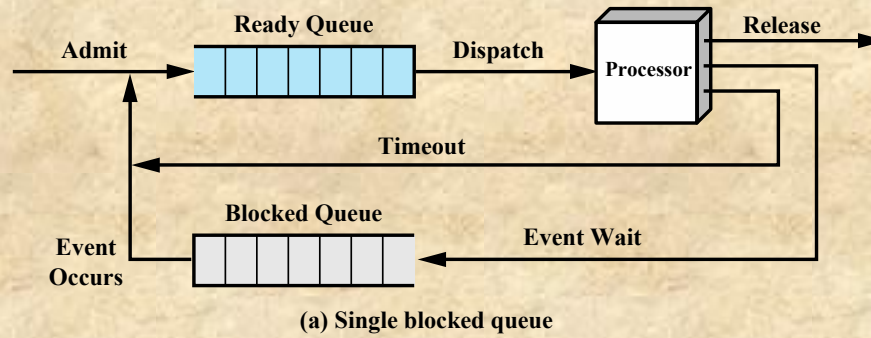 Ready Queue
Release
Admit
Dispatch
Processor
Timeout
Blocked Queue
Event Wait
Event
Occurs
(a) Single blocked queue